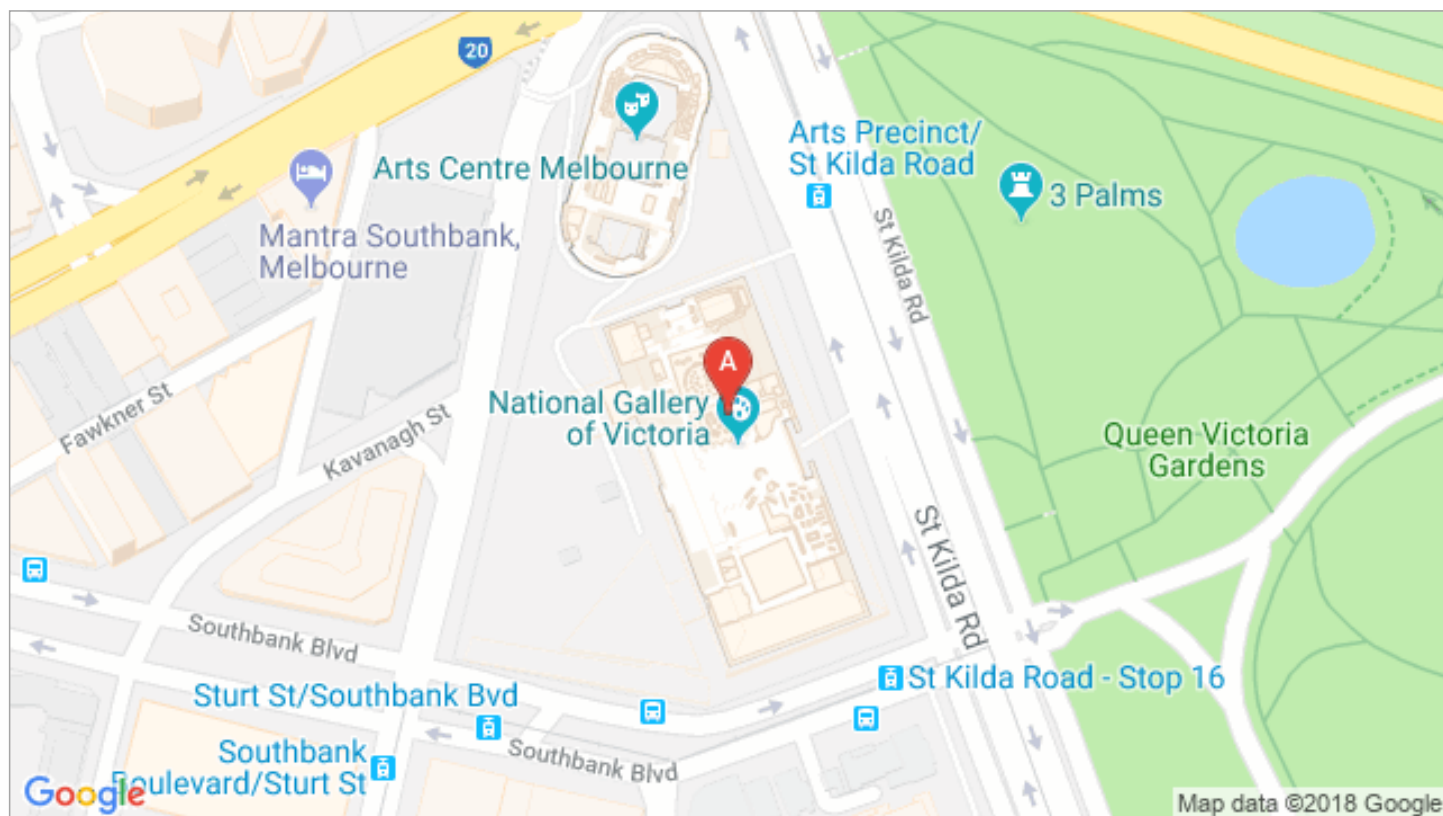 20
Arts Centre Melbourne
Arts Precinct/
St Kilda Road
3 Palms
Mantra Southbank,
Melbourne
St Kilda Rd
A
National Gallery
of Victoria
Fawkner St
Kavanagh St
Queen Victoria
Gardens
St Kilda Rd
Southbank Blvd
St Kilda Road - Stop 16
Sturt St/Southbank Bvd
Southbank Blvd
Southbank
Boulevard/Sturt St
Google
Map data ©2018 Google